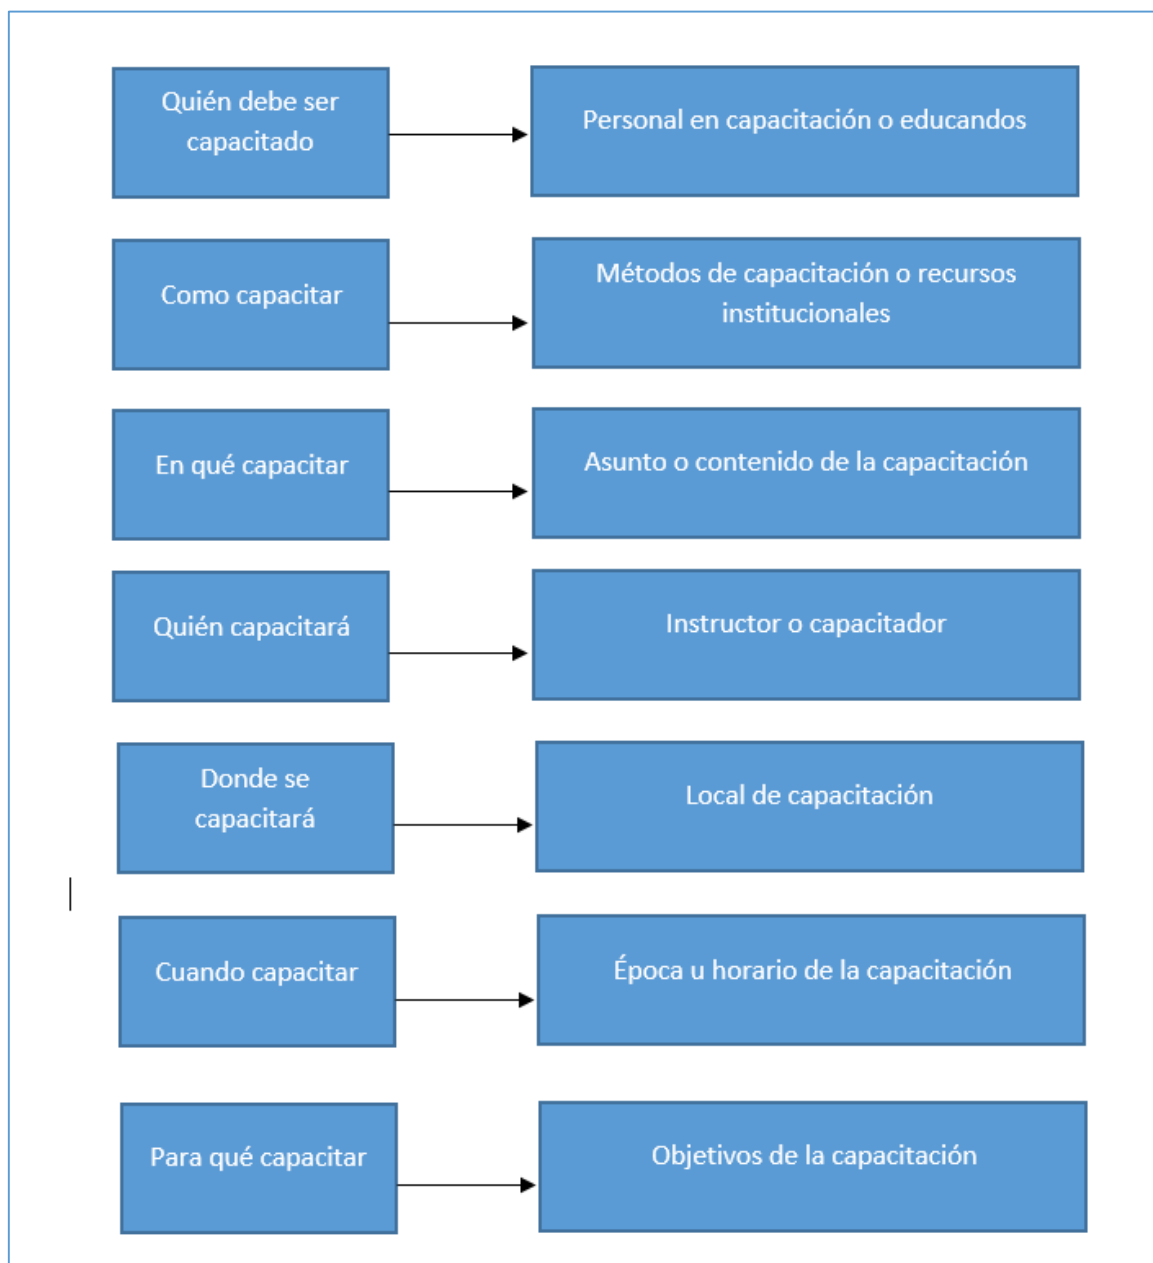 Quién debe ser
capacitado
Personal en capacitación o educandos
Como capacitar
Métodos de capacitación o recursos
institucionales
En qué capacitar
Asunto o contenido de la capacitación
Quién capacitará
Instructor o capacitador
Donde se
capacitará
Local de capacitación
Cuando capacitar
Época u horario de la capacitación
Para qué capacitar
Objetivos de la capacitación